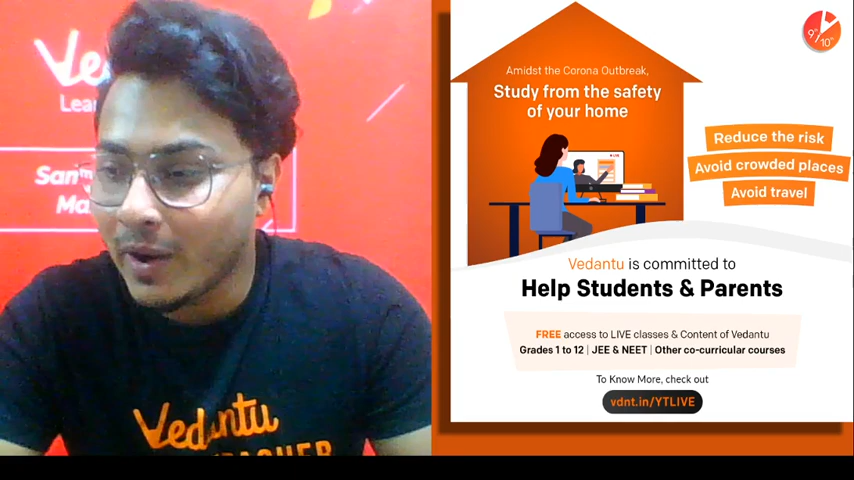 Amidst the Corona Outbreak,
Study from the safety
of your home
9th
10th
Reduce the risk
Avoid crowded places
Avoid travel
Vedantu is committed to
Help Students & Parents
FREE access to LIVE classes & Content of Vedantu
Grades 1 to 12 | JEE & NEET | Other co-curricular courses
To Know More, check out
vdnt.in/YTLIVE
Vedantu